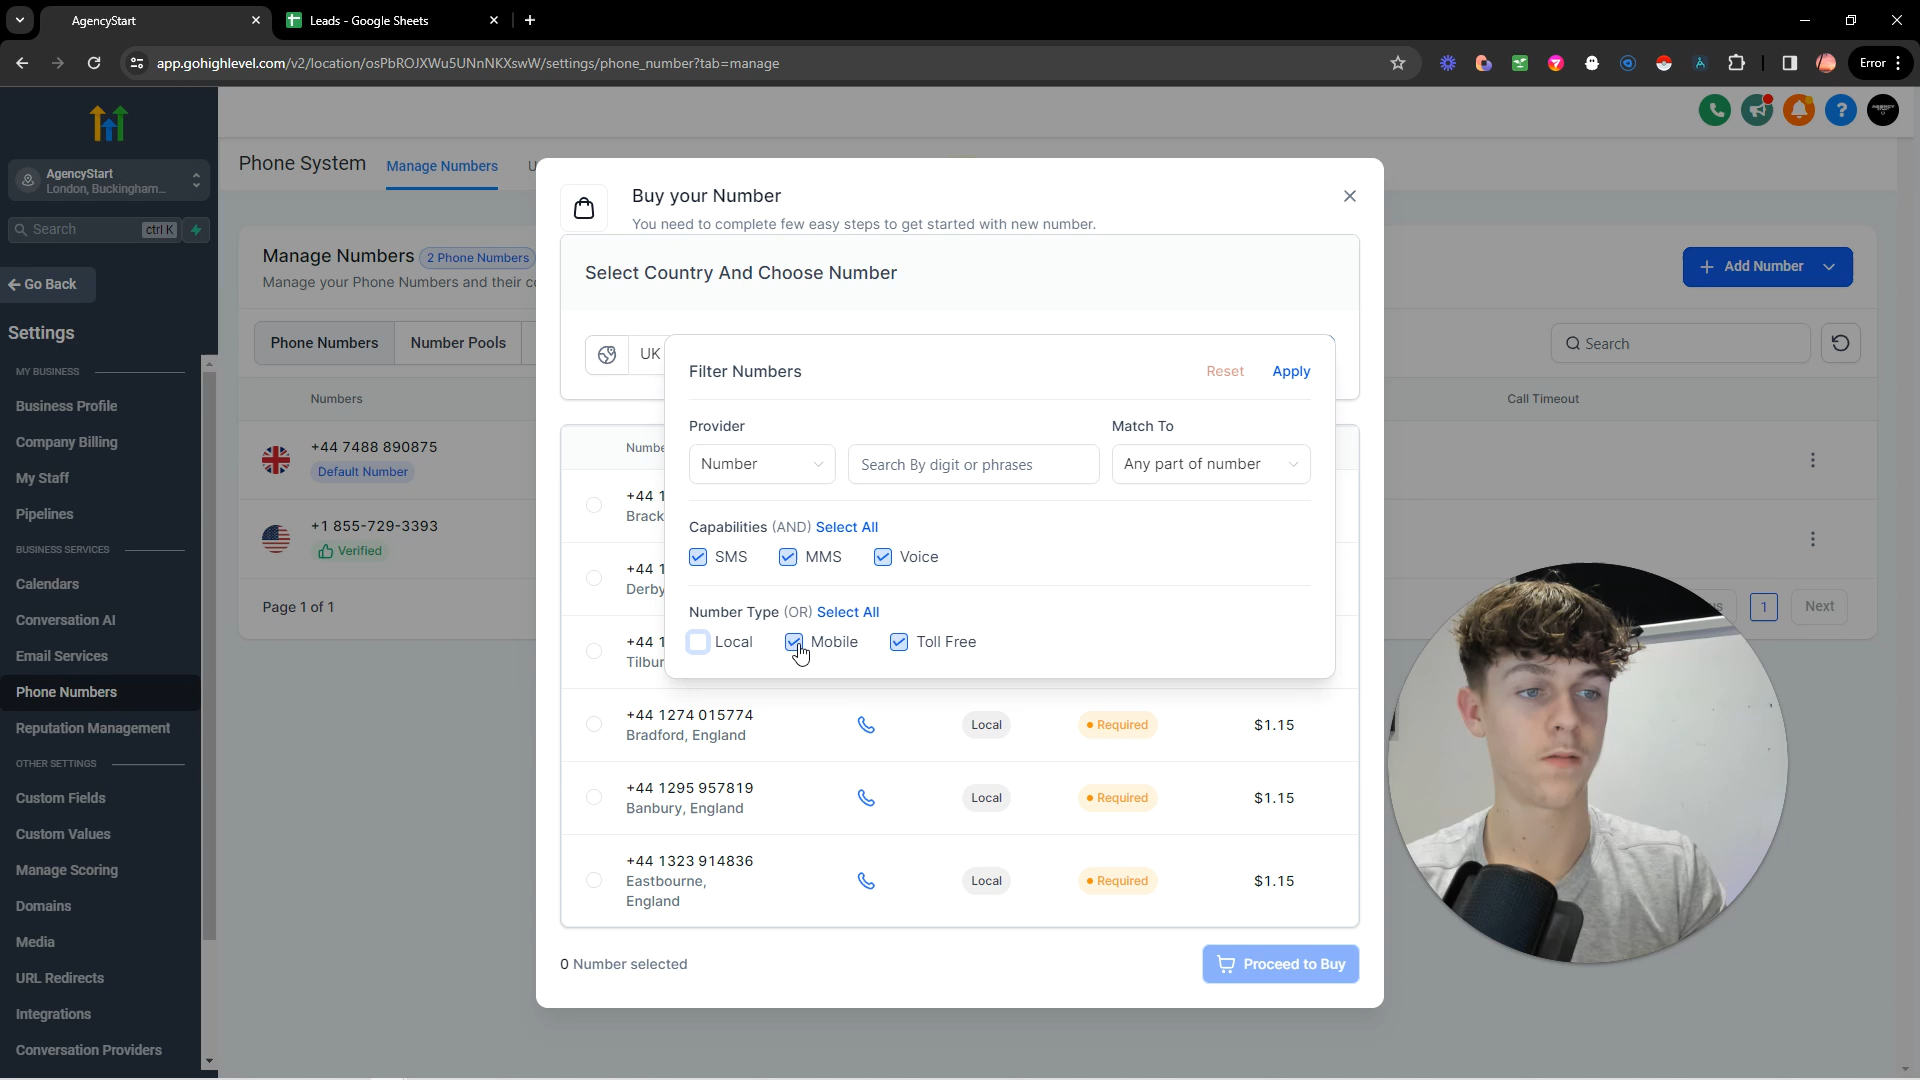 AgencyStart
Leads - Google Sheets
app.gohighlevel.com/v2/location/osPbROJXWu5UNnNKXswW/settings/phone_number?tab=manage
Error
AgencyStart
London, Buckingham...
Search
ctrl K
Go Back
Settings
MY BUSINESS
Business Profile
Company Billing
My Staff
Pipelines
BUSINESS SERVICES
Calendars
Conversation AI
Email Services
Phone Numbers
Reputation Management
OTHER SETTINGS
Custom Fields
Custom Values
Manage Scoring
Domains
Media
URL Redirects
Integrations
Conversation Providers
Phone System
Manage Numbers
Manage Numbers
2 Phone Numbers
Manage your Phone Numbers and their
Add Number
Phone Numbers
Number Pools
Search
Numbers
Call Timeout
+44 7488 890875
Default Number
+1 855-729-3393
Verified
Page 1 of 1
1
Next
Buy your Number
You need to complete few easy steps to get started with new number.
Select Country And Choose Number
UK
Filter Numbers
Reset
Apply
Provider
Match To
Number
Search By digit or phrases
Any part of number
Capabilities (AND) Select All
SMS
MMS
Voice
Number Type (OR) Select All
Local
Mobile
Toll Free
+44 1
Brack
+44 1
Derby
+44 1
Tilbur
+44 1274 015774
Bradford, England
Local
Required
$1.15
+44 1295 957819
Banbury, England
Local
Required
$1.15
+44 1323 914836
Eastbourne,
England
Local
Required
$1.15
0 Number selected
Proceed to Buy